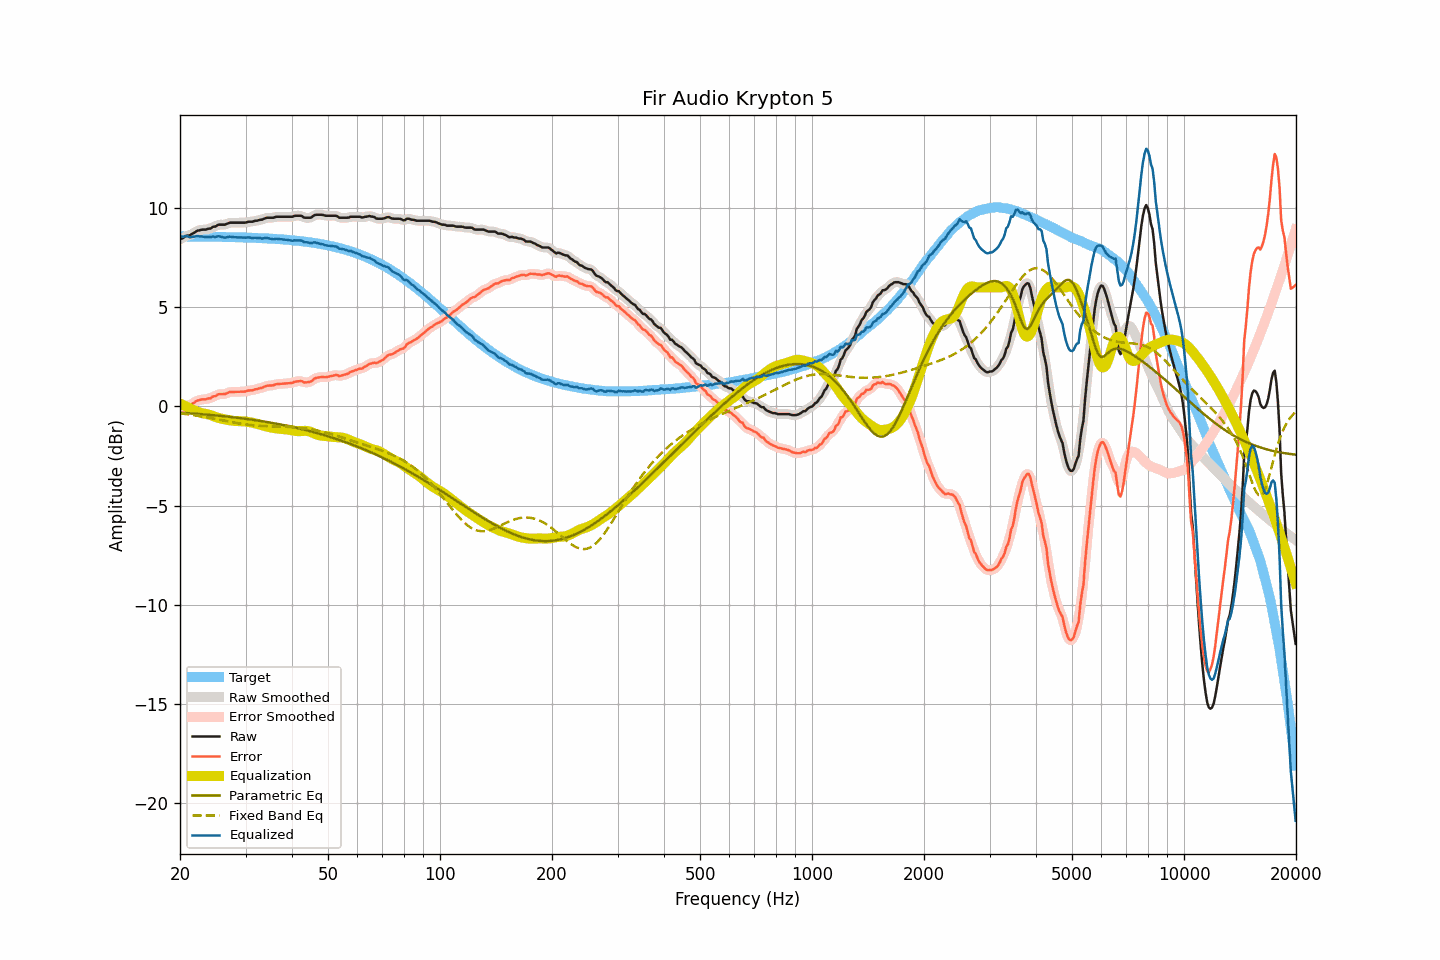 Fir Audio Krypton 5
Amplitude (dBr)
10
5
0
−5
−10
−15
−20
Target
Raw Smoothed
Error Smoothed
Raw
Error
Equalization
Parametric Eq
Fixed Band Eq
Equalized
20 50 100 200 500 1000 2000 5000 10000 20000
Frequency (Hz)